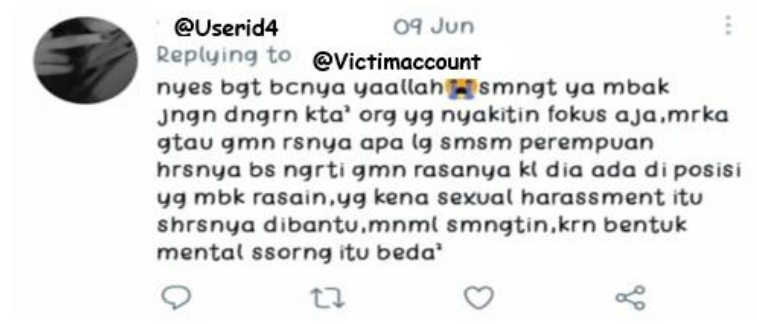 @Userid4 09 Jun
Replying to @Victimaccount
nyes bgt bcnya yaallah😭smngt ya mbak
jngn dngrn kta² org yg nyakitin fokus aja,mrka
gtau gmn rsnya apa lg smsm perempuan
hrsnya bs ngrti gmn rasanya kl dia ada di posisi
yg mbk rasain,yg kena sexual harassment itu
shrsnya dibantu,mnml smngtin,krn bentuk
mental ssorng itu beda²